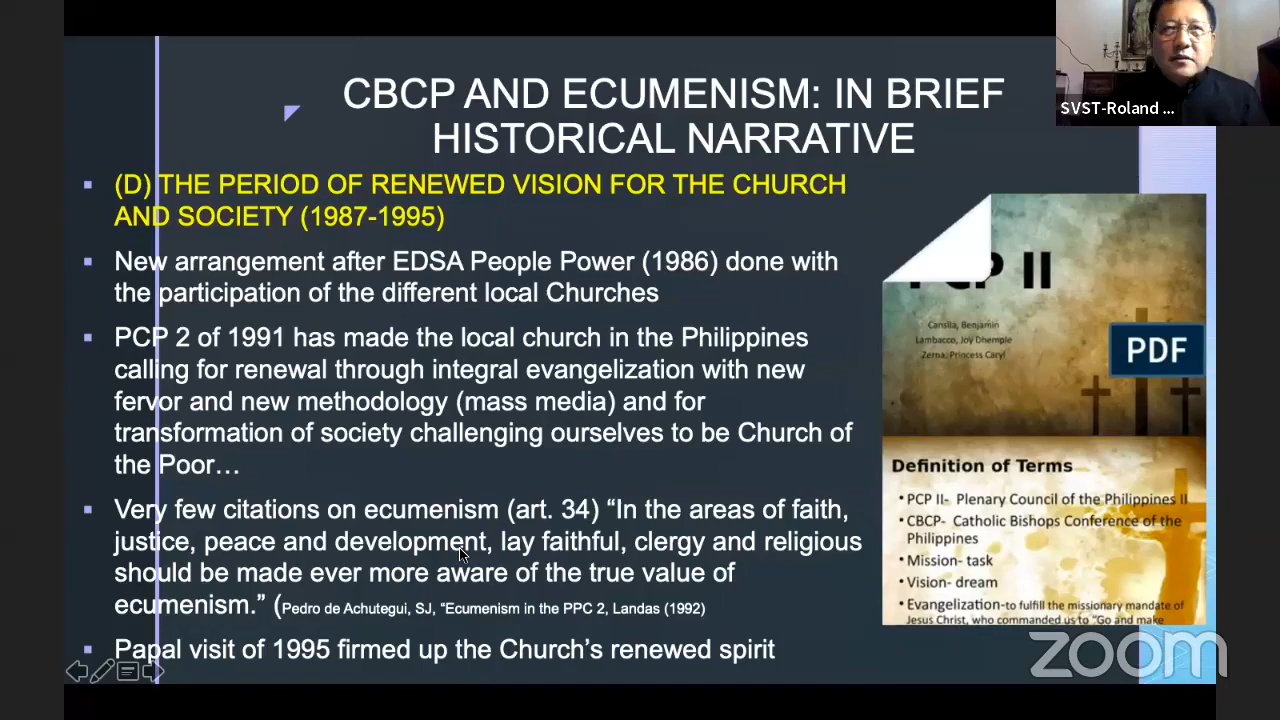 CBCP AND ECUMENISM: IN BRIEF
HISTORICAL NARRATIVE
SVST-Roland ...
(D) THE PERIOD OF RENEWED VISION FOR THE CHURCH
AND SOCIETY (1987-1995)
New arrangement after EDSA People Power (1986) done with
the participation of the different local Churches
PCP 2 of 1991 has made the local church in the Philippines
calling for renewal through integral evangelization with new
fervor and new methodology (mass media) and for
transformation of society challenging ourselves to be Church of
the Poor…
Very few citations on ecumenism (art. 34) “In the areas of faith,
justice, peace and development, lay faithful, clergy and religious
should be made ever more aware of the true value of
ecumenism.” (Pedro de Achutegui, SJ, “Ecumenism in the PPC 2, Landas (1992)
Papal visit of 1995 firmed up the Church’s renewed spirit
PCP II
Cansita, Benjamin
Lambacco, Joy Dhemple
Zerna, Princess Caryl
PDF
Definition of Terms
•PCP II- Plenary Council of the Philippines II
•CBCP- Catholic Bishops Conference of the
Philippines
•Mission- task
•Vision- dream
•Evangelization-to fulfill the missionary mandate of
Jesus Christ, who commanded us to “Go and make
zoom